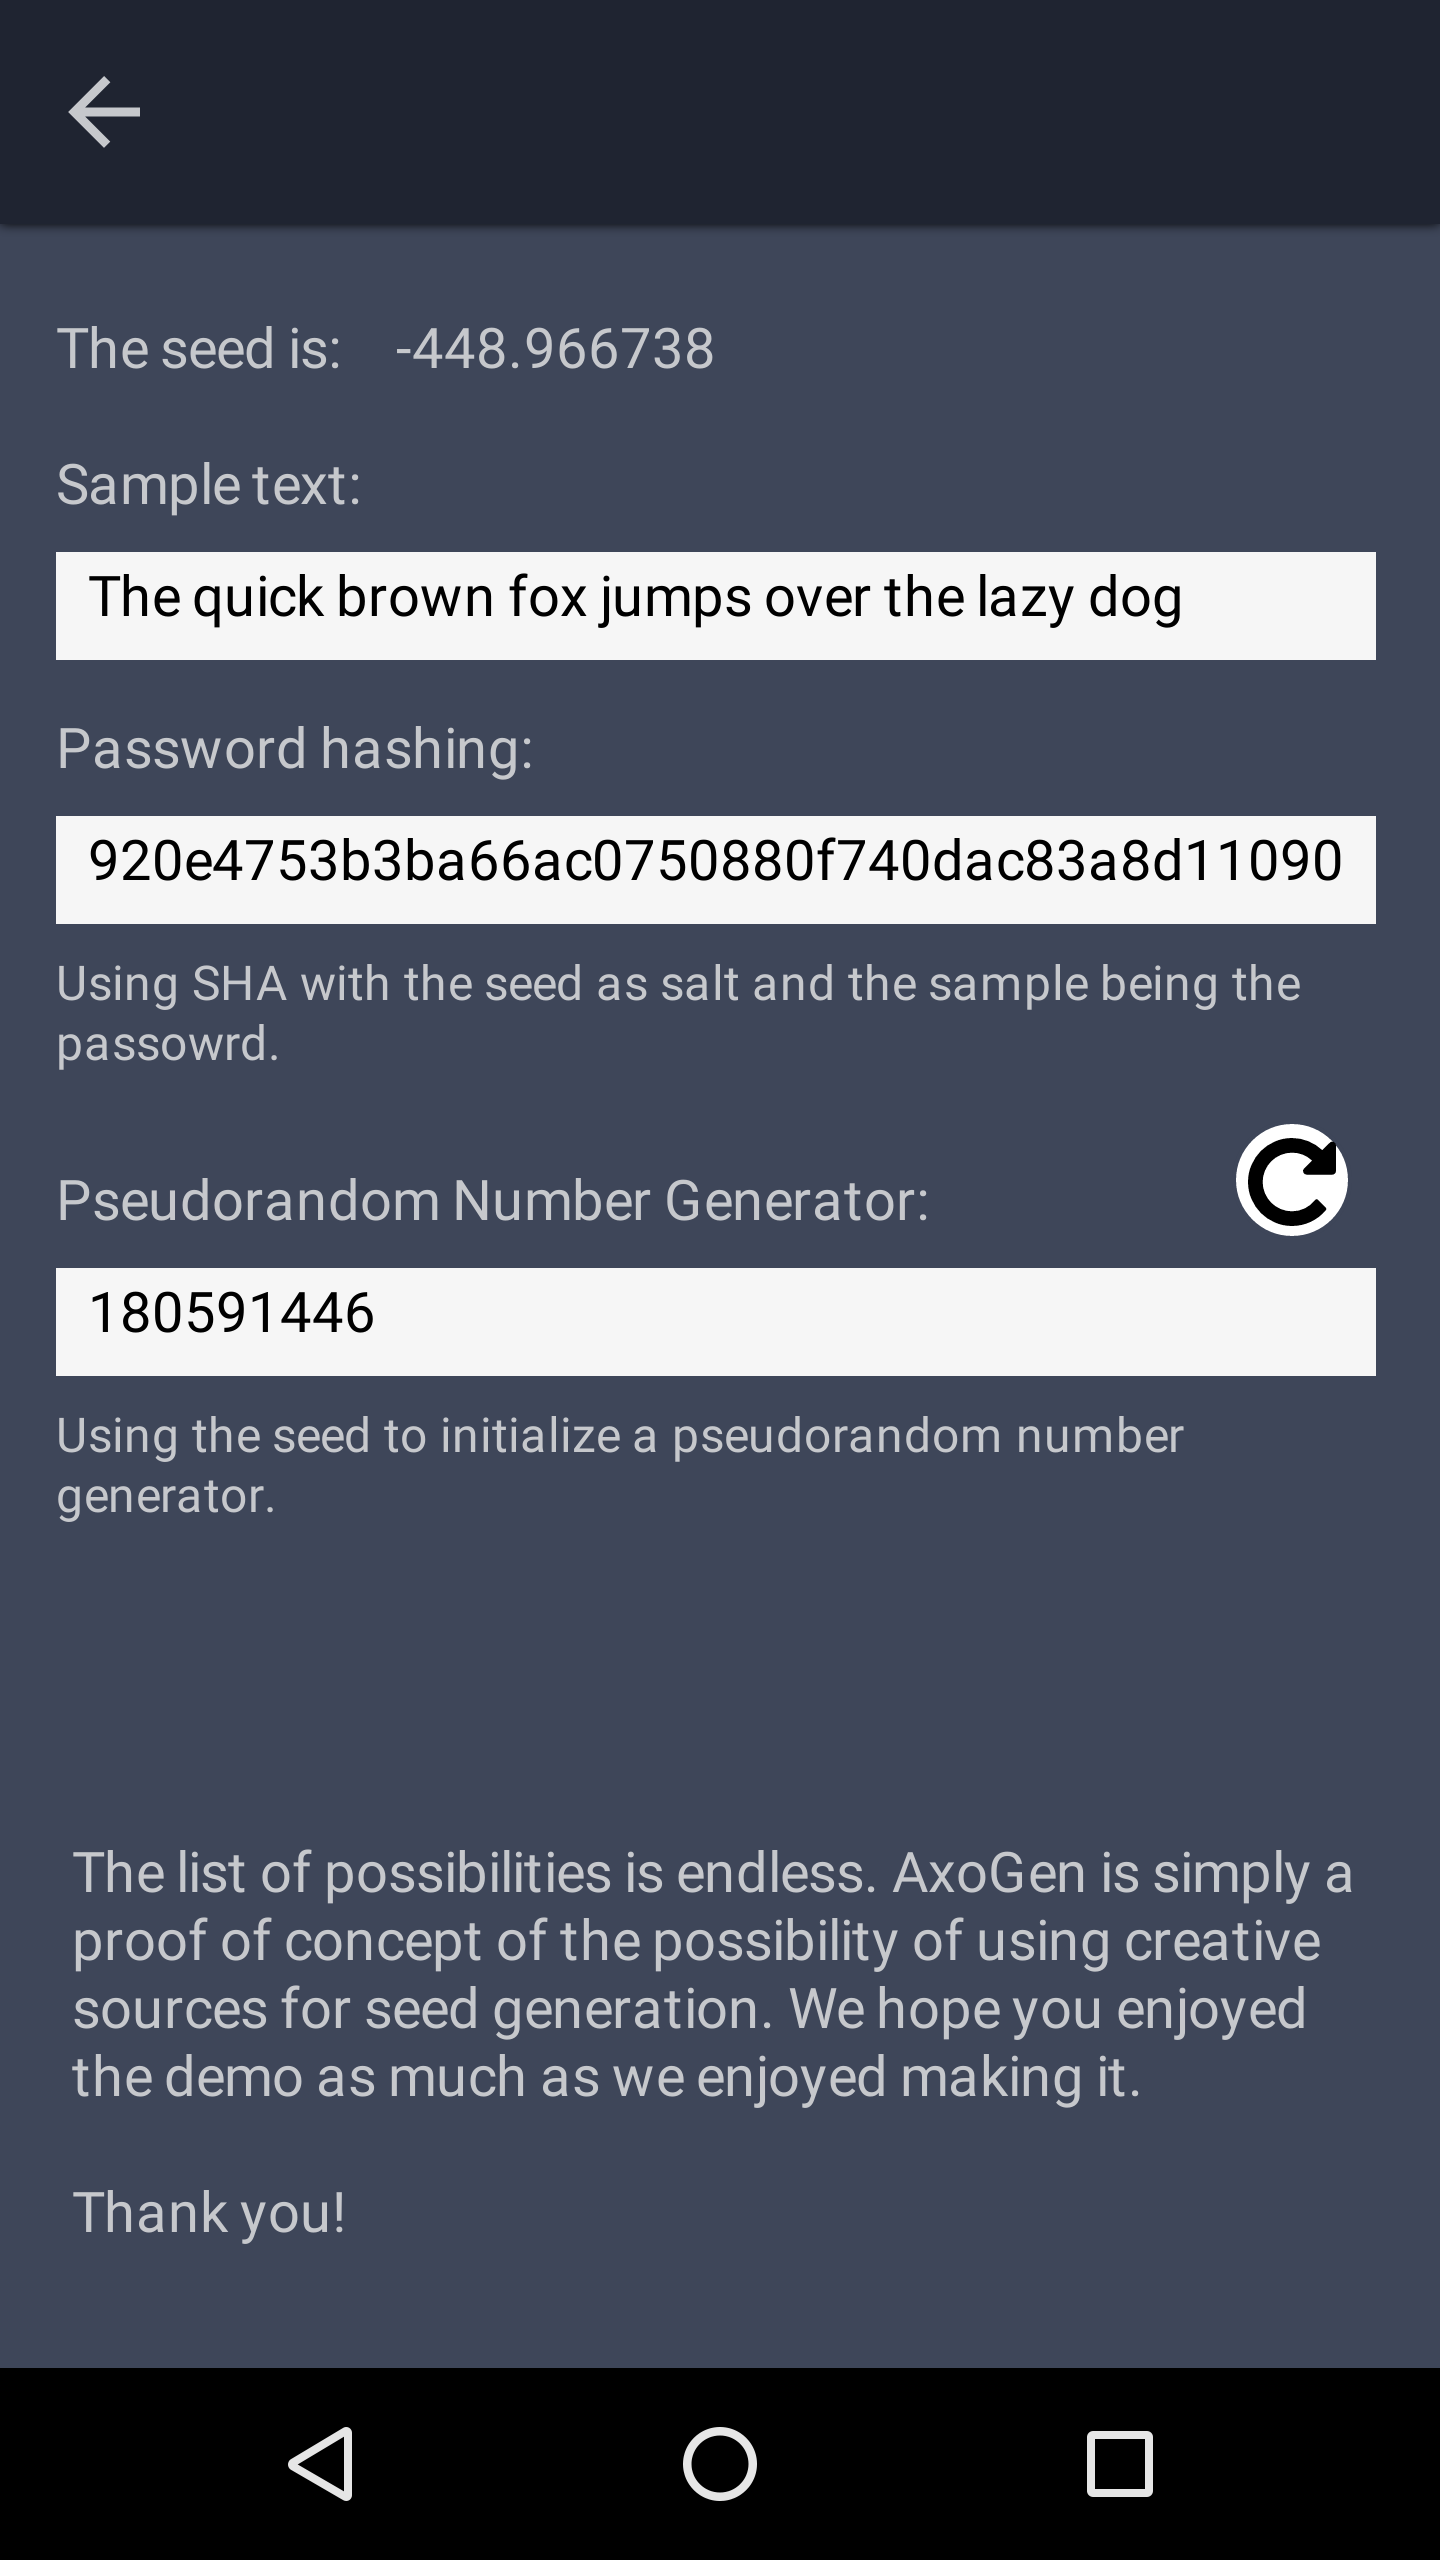 The seed is: -448.966738
Sample text:
The quick brown fox jumps over the lazy dog
Password hashing:
920e4753b3ba66ac0750880f740dac83a8d11090
Using SHA with the seed as salt and the sample being the
passowrd.
Pseudorandom Number Generator:
180591446
Using the seed to initialize a pseudorandom number
generator.
The list of possibilities is endless. AxoGen is simply a
proof of concept of the possibility of using creative
sources for seed generation. We hope you enjoyed
the demo as much as we enjoyed making it.
Thank you!